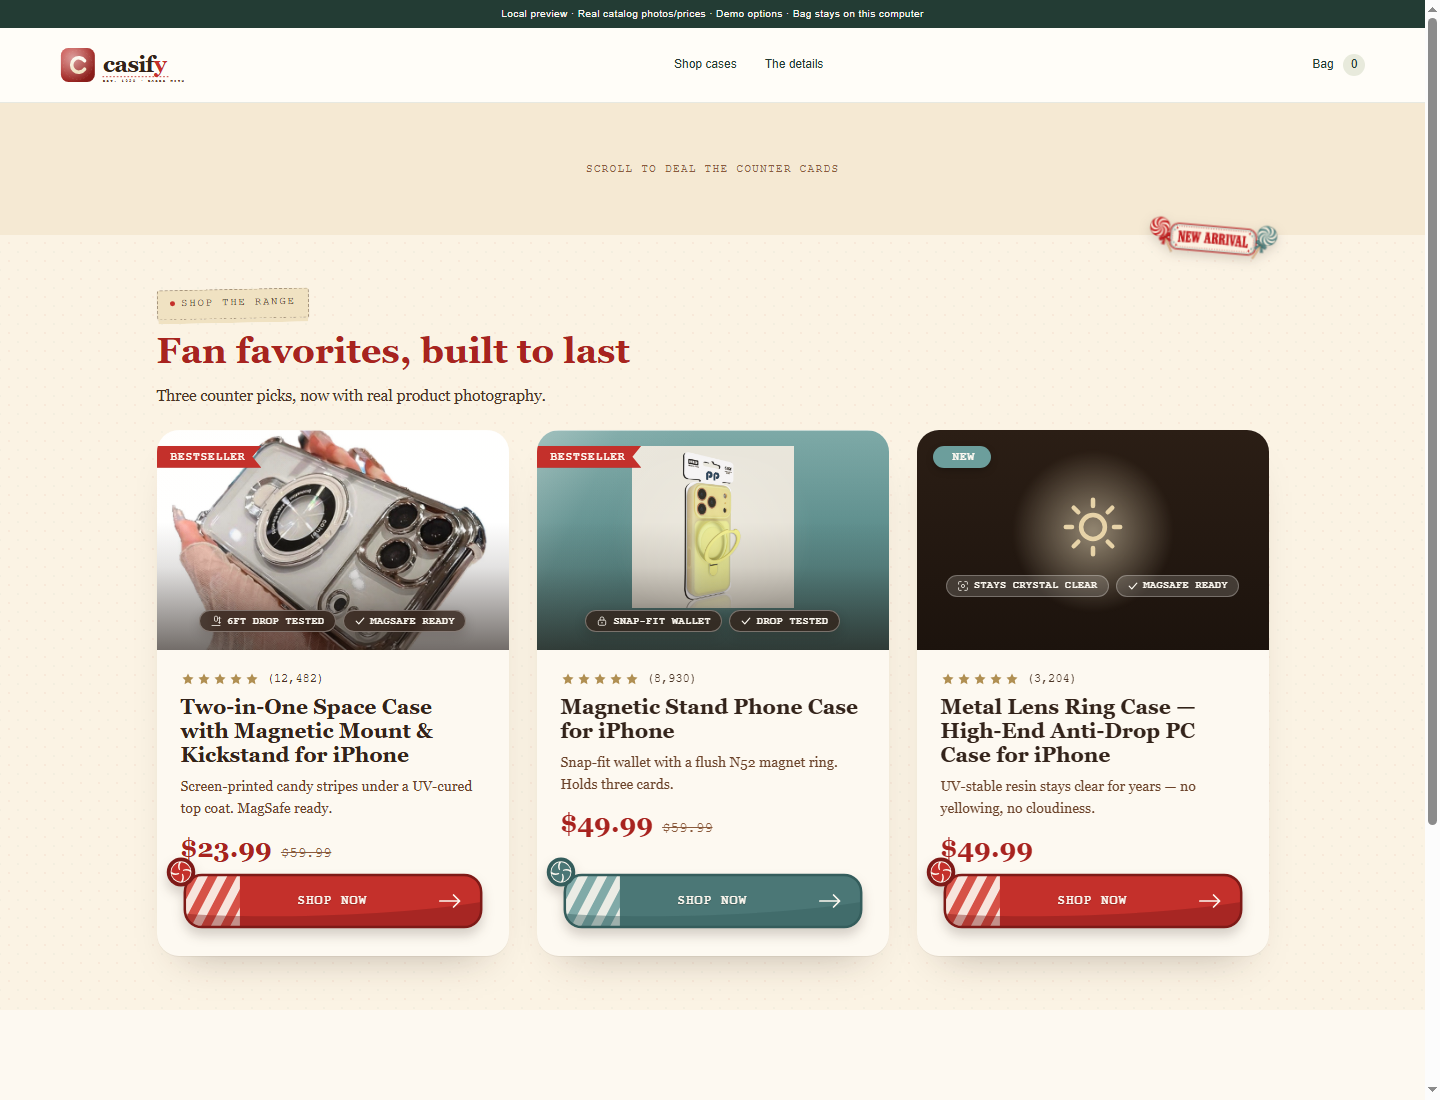 Local preview · Real catalog photos/prices · Demo options · Bag stays on this computer
C casify
Shop cases
The details
Bag 0
SCROLL TO DEAL THE COUNTER CARDS
NEW ARRIVAL
SHOP THE RANGE
Fan favorites, built to last
Three counter picks, now with real product photography.
BESTSELLER
6FT DROP TESTED
MAGSAFE READY
(12,482)
Two-in-One Space Case
with Magnetic Mount &
Kickstand for iPhone
Screen-printed candy stripes under a UV-cured
top coat. MagSafe ready.
$23.99 $59.99
SHOP NOW
BESTSELLER
PP
SNAP-FIT WALLET
DROP TESTED
(8,930)
Magnetic Stand Phone Case
for iPhone
Snap-fit wallet with a flush N52 magnet ring.
Holds three cards.
$49.99 $59.99
SHOP NOW
NEW
STAYS CRYSTAL CLEAR
MAGSAFE READY
(3,204)
Metal Lens Ring Case —
High-End Anti-Drop PC
Case for iPhone
UV-stable resin stays clear for years — no
yellowing, no cloudiness.
$49.99
SHOP NOW